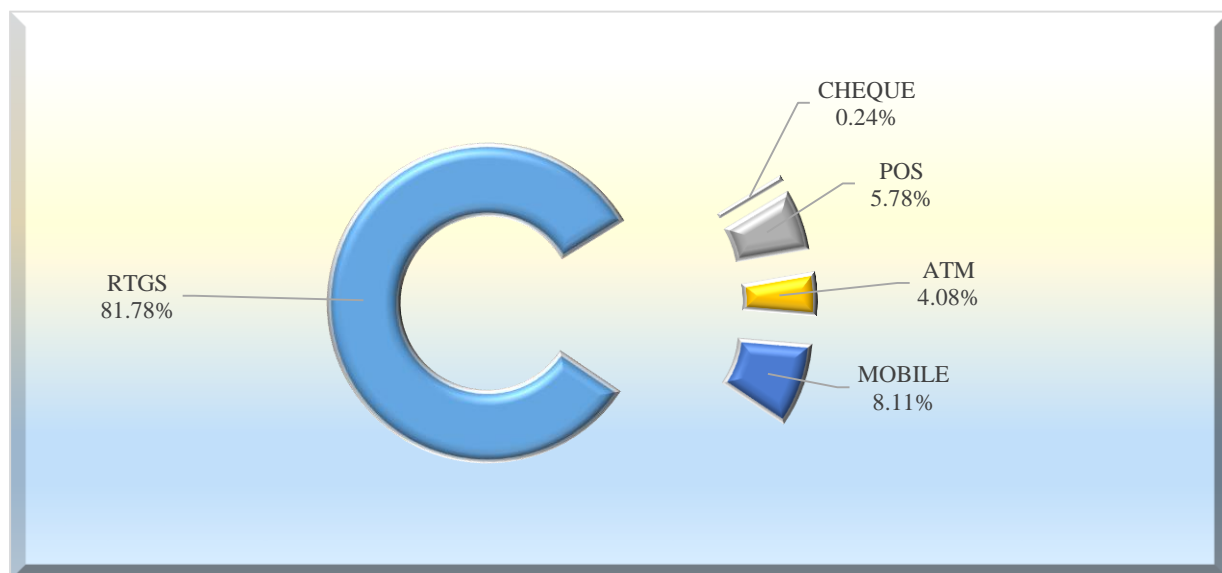 CHEQUE
0.24%
POS
5.78%
ATM
4.08%
RTGS
81.78%
MOBILE
8.11%